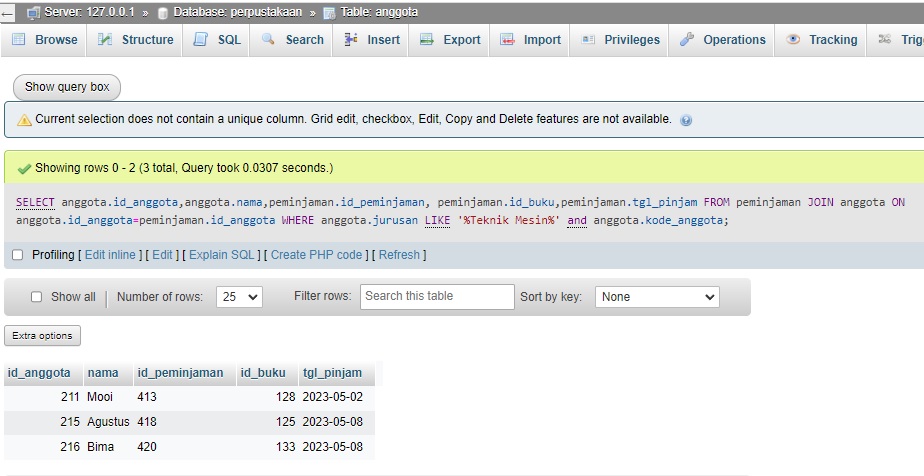 Server: 127.0.0.1 » Database: perpustakaan » Table: anggota
Browse Structure SQL Search Insert Export Import Privileges Operations Tracking Trig
Show query box
Current selection does not contain a unique column. Grid edit, checkbox, Edit, Copy and Delete features are not available.
Showing rows 0 - 2 (3 total, Query took 0.0307 seconds.)
SELECT anggota.id_anggota,anggota.nama,peminjaman.id_peminjaman, peminjaman.id_buku,peminjaman.tgl_pinjam FROM peminjaman JOIN anggota ON
anggota.id_anggota=peminjaman.id_anggota WHERE anggota.jurusan LIKE '%Teknik Mesin%' and anggota.kode_anggota;
Profiling [ Edit inline ] [ Edit ] [ Explain SQL ] [ Create PHP code ] [ Refresh ]
Show all Number of rows: 25 Filter rows: Search this table Sort by key: None
Extra options
id_anggota nama id_peminjaman id_buku tgl_pinjam
211 Mooi 413 128 2023-05-02
215 Agustus 418 125 2023-05-08
216 Bima 420 133 2023-05-08